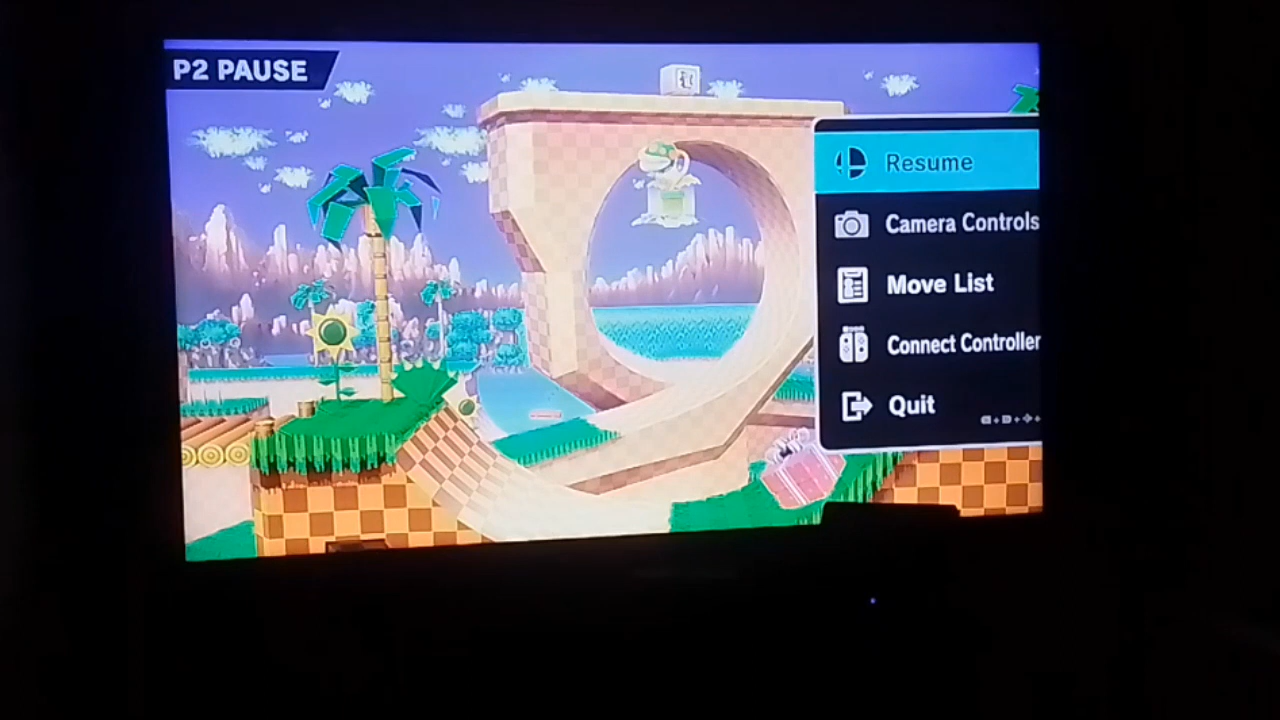 P2 PAUSE
Resume
Camera Controls
Move List
Connect Controller
Quit